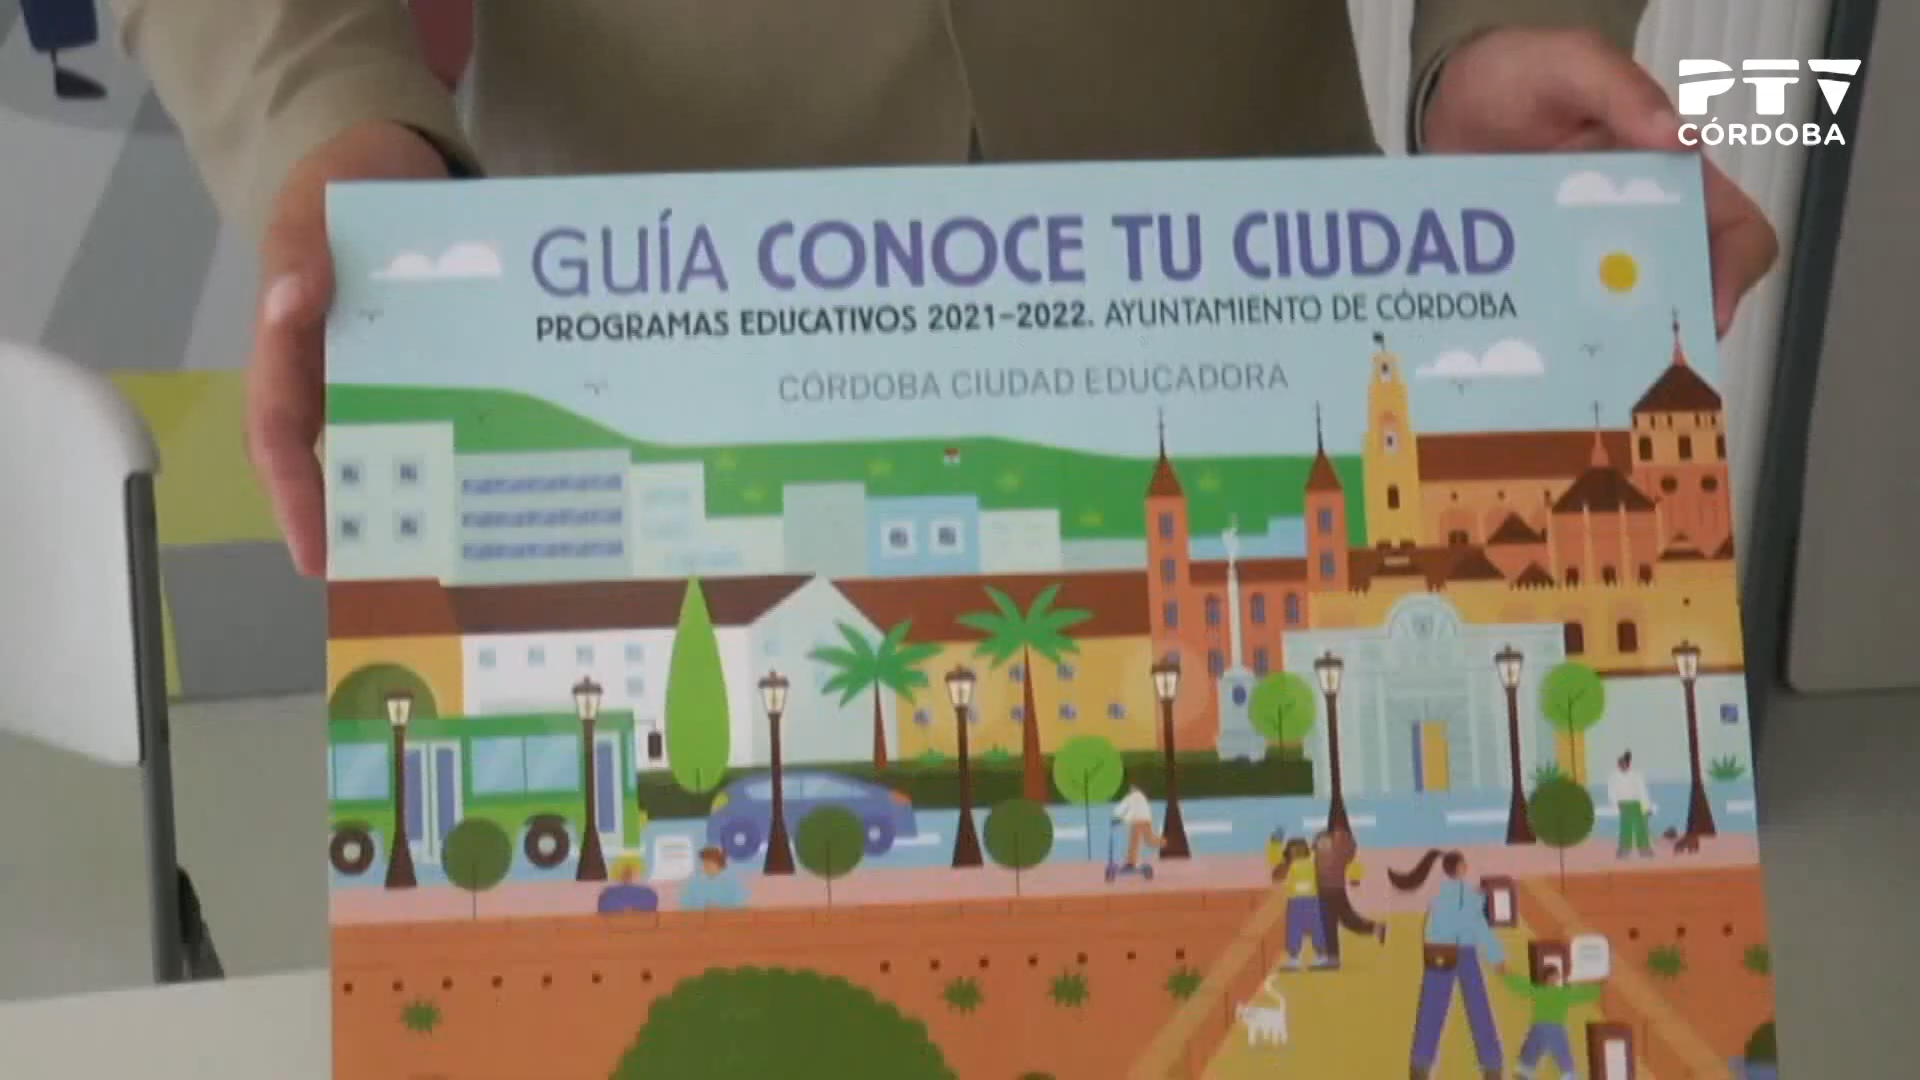 PTV
CÓRDOBA
GUÍA CONOCE TU CIUDAD
PROGRAMAS EDUCATIVOS 2021-2022. AYUNTAMIENTO DE CÓRDOBA
CÓRDOBA CIUDAD EDUCADORA